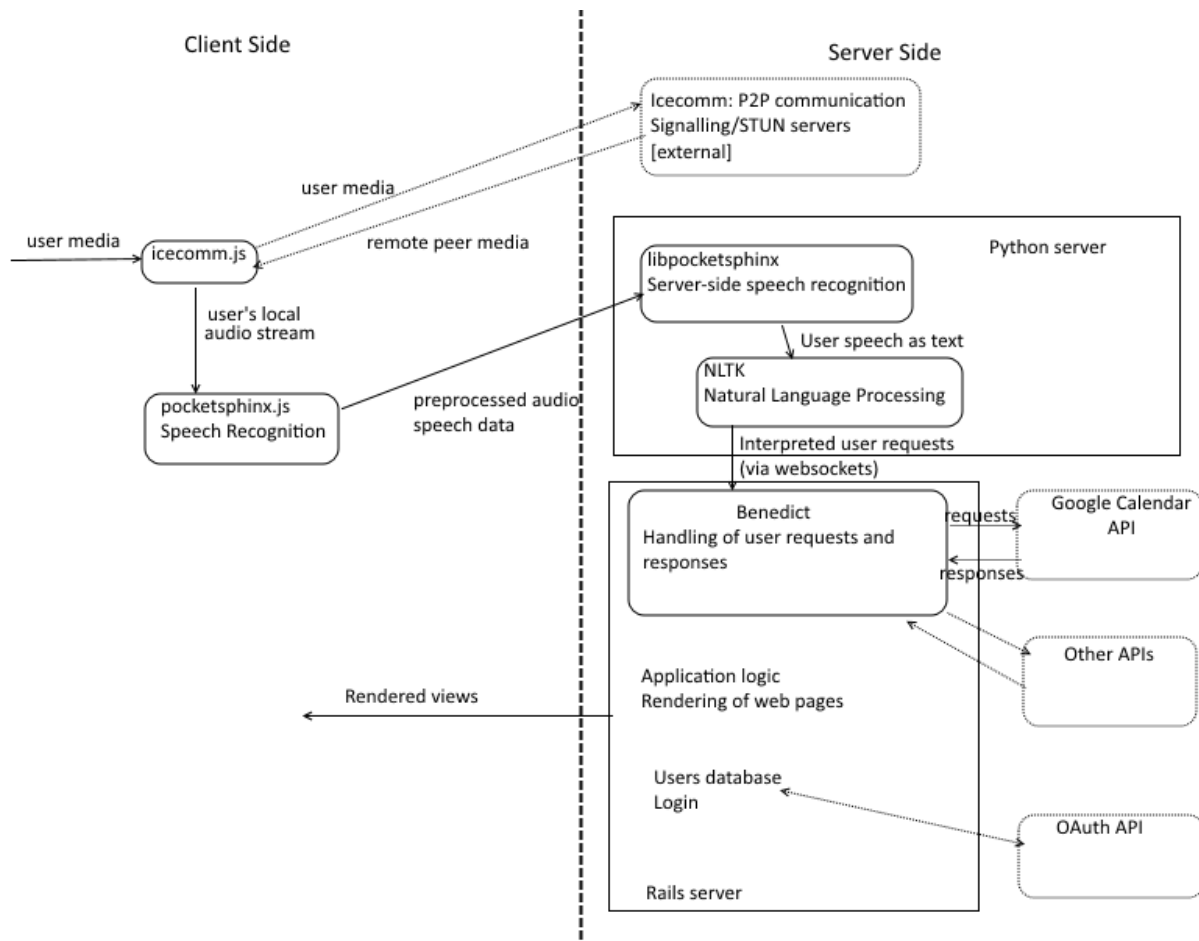 Client Side
Server Side
Icecomm: P2P communication
Signalling/STUN servers
[external]
user media
user media
icecomm.js
remote peer media
Python server
libpocketsphinx
Server-side speech recognition
user's local
audio stream
User speech as text
NLTK
Natural Language Processing
pocketsphinx.js
Speech Recognition
preprocessed audio
speech data
Interpreted user requests
(via websockets)
Benedict
Handling of user requests and
responses
requests
responses
Google Calendar
API
Other APIs
Application logic
Rendering of web pages
Rendered views
Users database
Login
OAuth API
Rails server